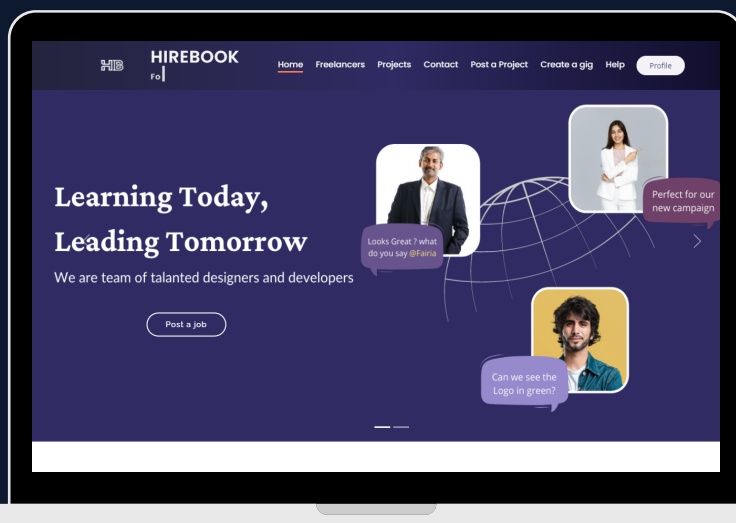 HB
HIREBOOK
Fo
Home Freelancers Projects Contact Post a Project Create a gig Help Profile
Learning Today,
Leading Tomorrow
We are team of talanted designers and developers
Post a job
Looks Great ? what
do you say @Fairia
Perfect for our
new campaign
Can we see the
Logo in green?